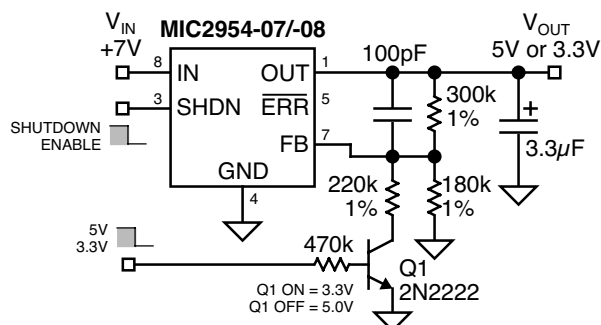 V_IN
+7V
MIC2954-07/-08
V_OUT
5V or 3.3V
100pF
8
IN
OUT
1
3
SHDN
ERR
5
300k
1%
+
SHUTDOWN
ENABLE
FB
7
3.3µF
GND
4
220k
1%
180k
1%
5V
3.3V
470k
Q1
2N2222
Q1 ON = 3.3V
Q1 OFF = 5.0V